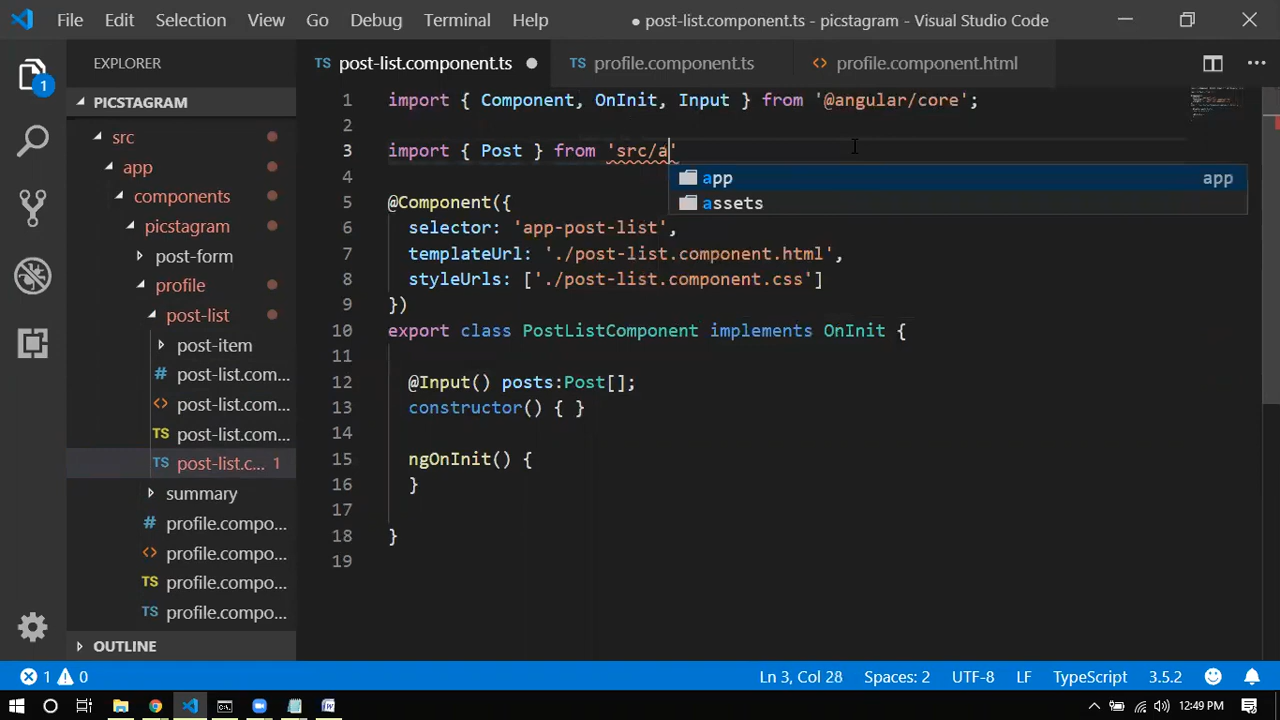 File Edit Selection View Go Debug Terminal Help ● post-list.component.ts - picstagram - Visual Studio Code
EXPLORER
TS post-list.component.ts
TS profile.component.ts
<> profile.component.html
1
PICSTAGRAM
src
app
components
picstagram
post-form
profile
post-list
post-item
# post-list.com...
<> post-list.com...
TS post-list.com...
TS post-list.c... 1
summary
# profile.compo...
<> profile.compo...
TS profile.compo...
TS profile.compo...
OUTLINE
1 import { Component, OnInit, Input } from '@angular/core';
2
3 import { Post } from 'src/a'
app app
assets
4
5 @Component({
6 selector: 'app-post-list',
7 templateUrl: './post-list.component.html',
8 styleUrls: ['./post-list.component.css']
9 })
10 export class PostListComponent implements OnInit {
11
12 @Input() posts:Post[];
13 constructor() { }
14
15 ngOnInit() {
16 }
17
18 }
19
1 0 Ln 3, Col 28 Spaces: 2 UTF-8 LF TypeScript 3.5.2
12:49 PM